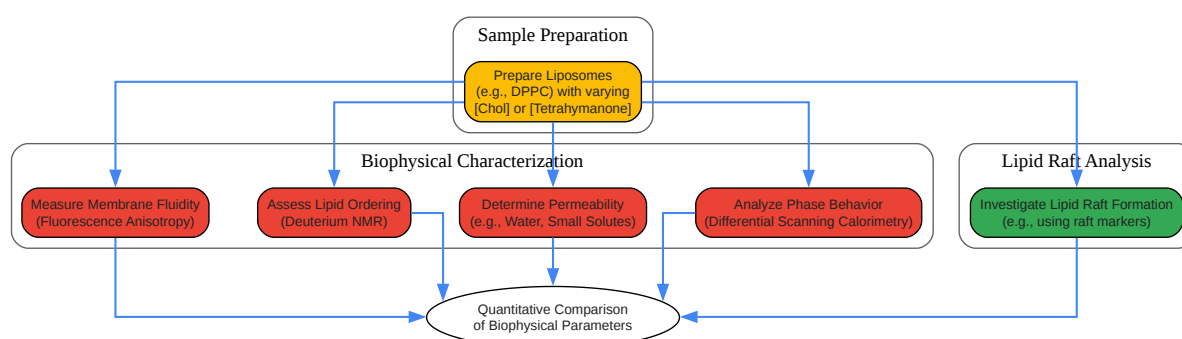 Sample Preparation
Prepare Liposomes
(e.g., DPPC) with varying
[Chol] or [Tetrahymanone]
Biophysical Characterization
Lipid Raft Analysis
Measure Membrane Fluidity
(Fluorescence Anisotropy)
Assess Lipid Ordering
(Deuterium NMR)
Determine Permeability
(e.g., Water, Small Solutes)
Analyze Phase Behavior
(Differential Scanning Calorimetry)
Investigate Lipid Raft Formation
(e.g., using raft markers)
Quantitative Comparison
of Biophysical Parameters